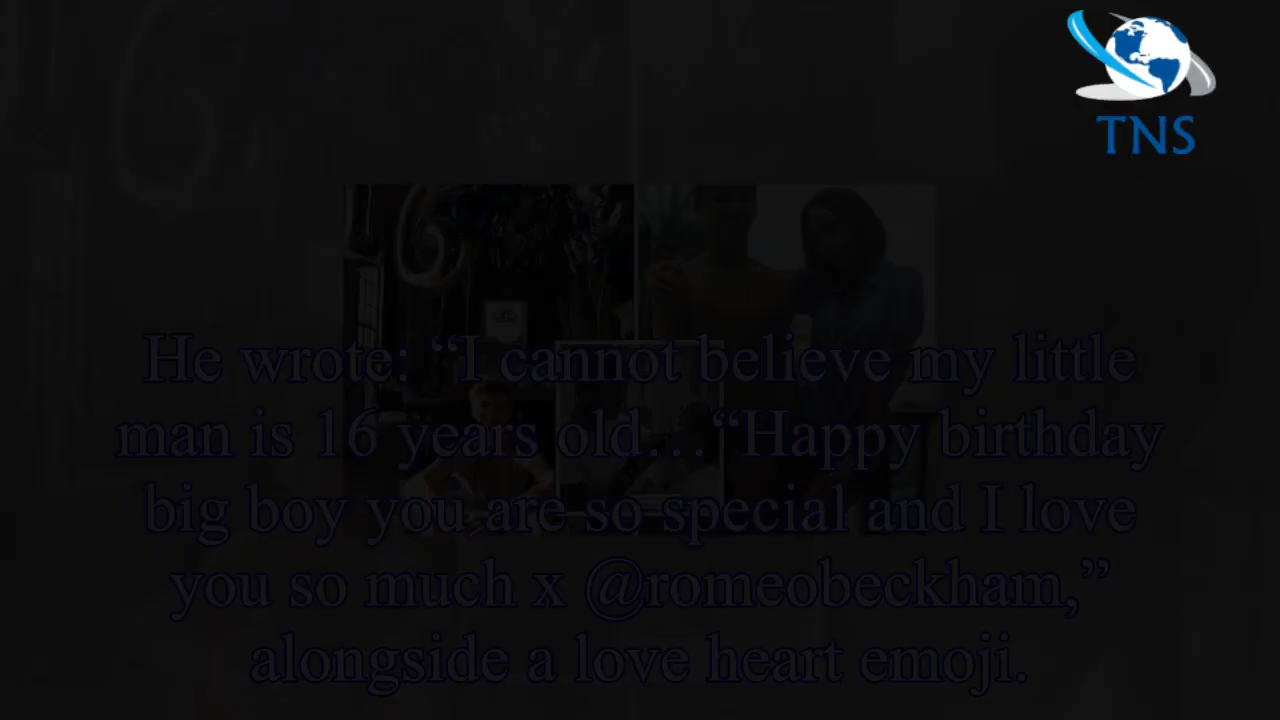 TNS
He wrote: “I cannot believe my little
man is 16 years old…“Happy birthday
big boy you are so special and I love
you so much x @romeobeckham,”
alongside a love heart emoji.